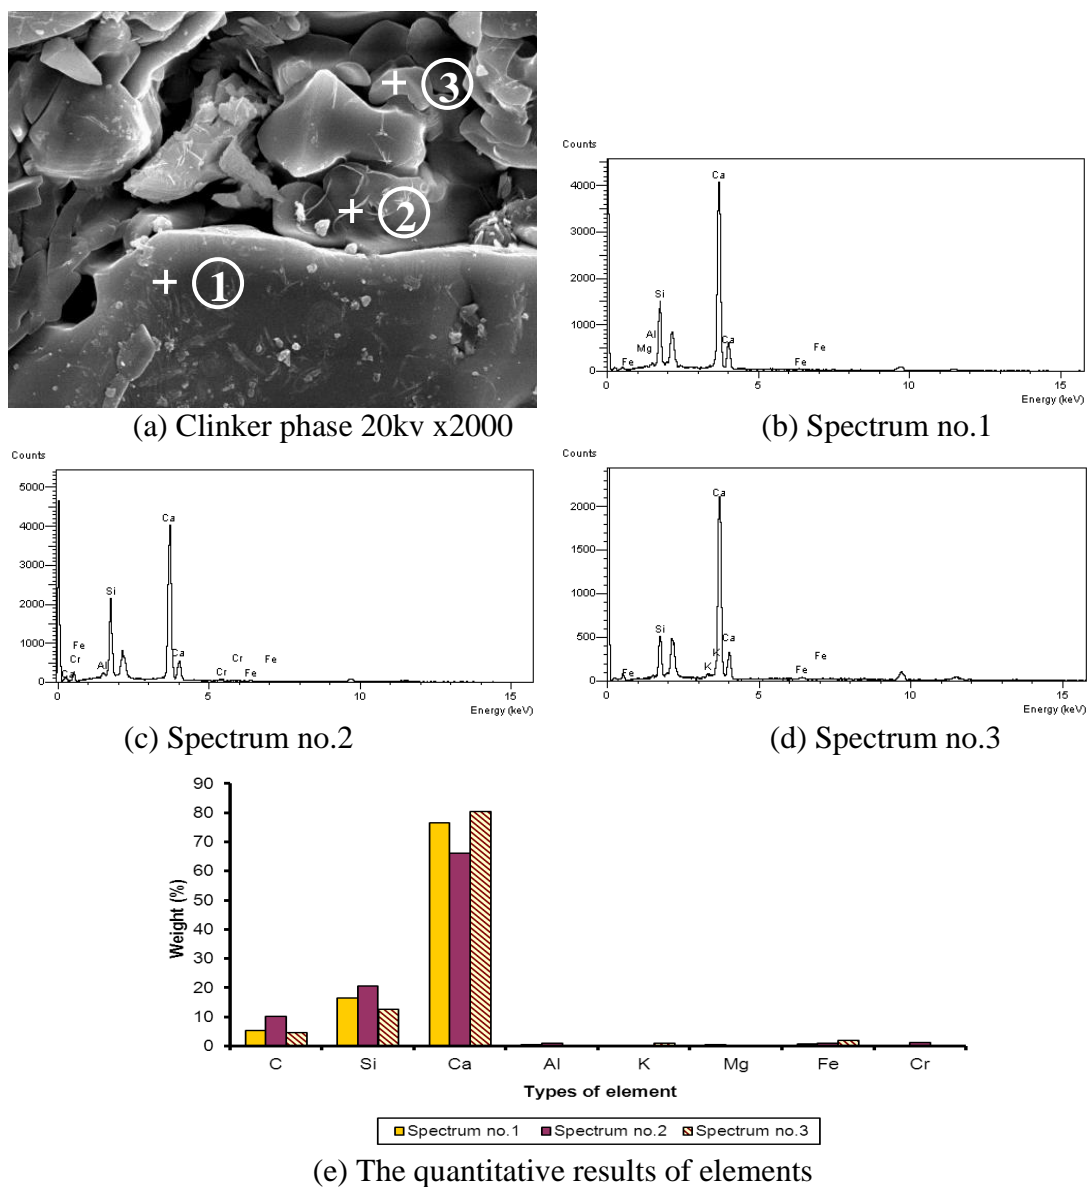 3
2
1
(a) Clinker phase 20kv x2000
Counts
4000
3000
2000
1000
0
Ca
Si
Al
Mg
Fe
Ca
Fe
Fe
0
5
10
15
Energy (keV)
(b) Spectrum no.1
Counts
5000
4000
3000
2000
1000
0
Ca
Si
Fe
Cr
Ca
Al
Ca
Cr
Cr
Fe
Fe
0
5
10
15
Energy (keV)
(c) Spectrum no.2
Counts
2000
1500
1000
500
0
Ca
Si
Fe
K
K
Ca
Fe
Fe
0
5
10
15
Energy (keV)
(d) Spectrum no.3
90
80
70
60
50
40
30
20
10
0
Weight (%)
C Si Ca Al K Mg Fe Cr
Types of element
Spectrum no.1 Spectrum no.2 Spectrum no.3
(e) The quantitative results of elements